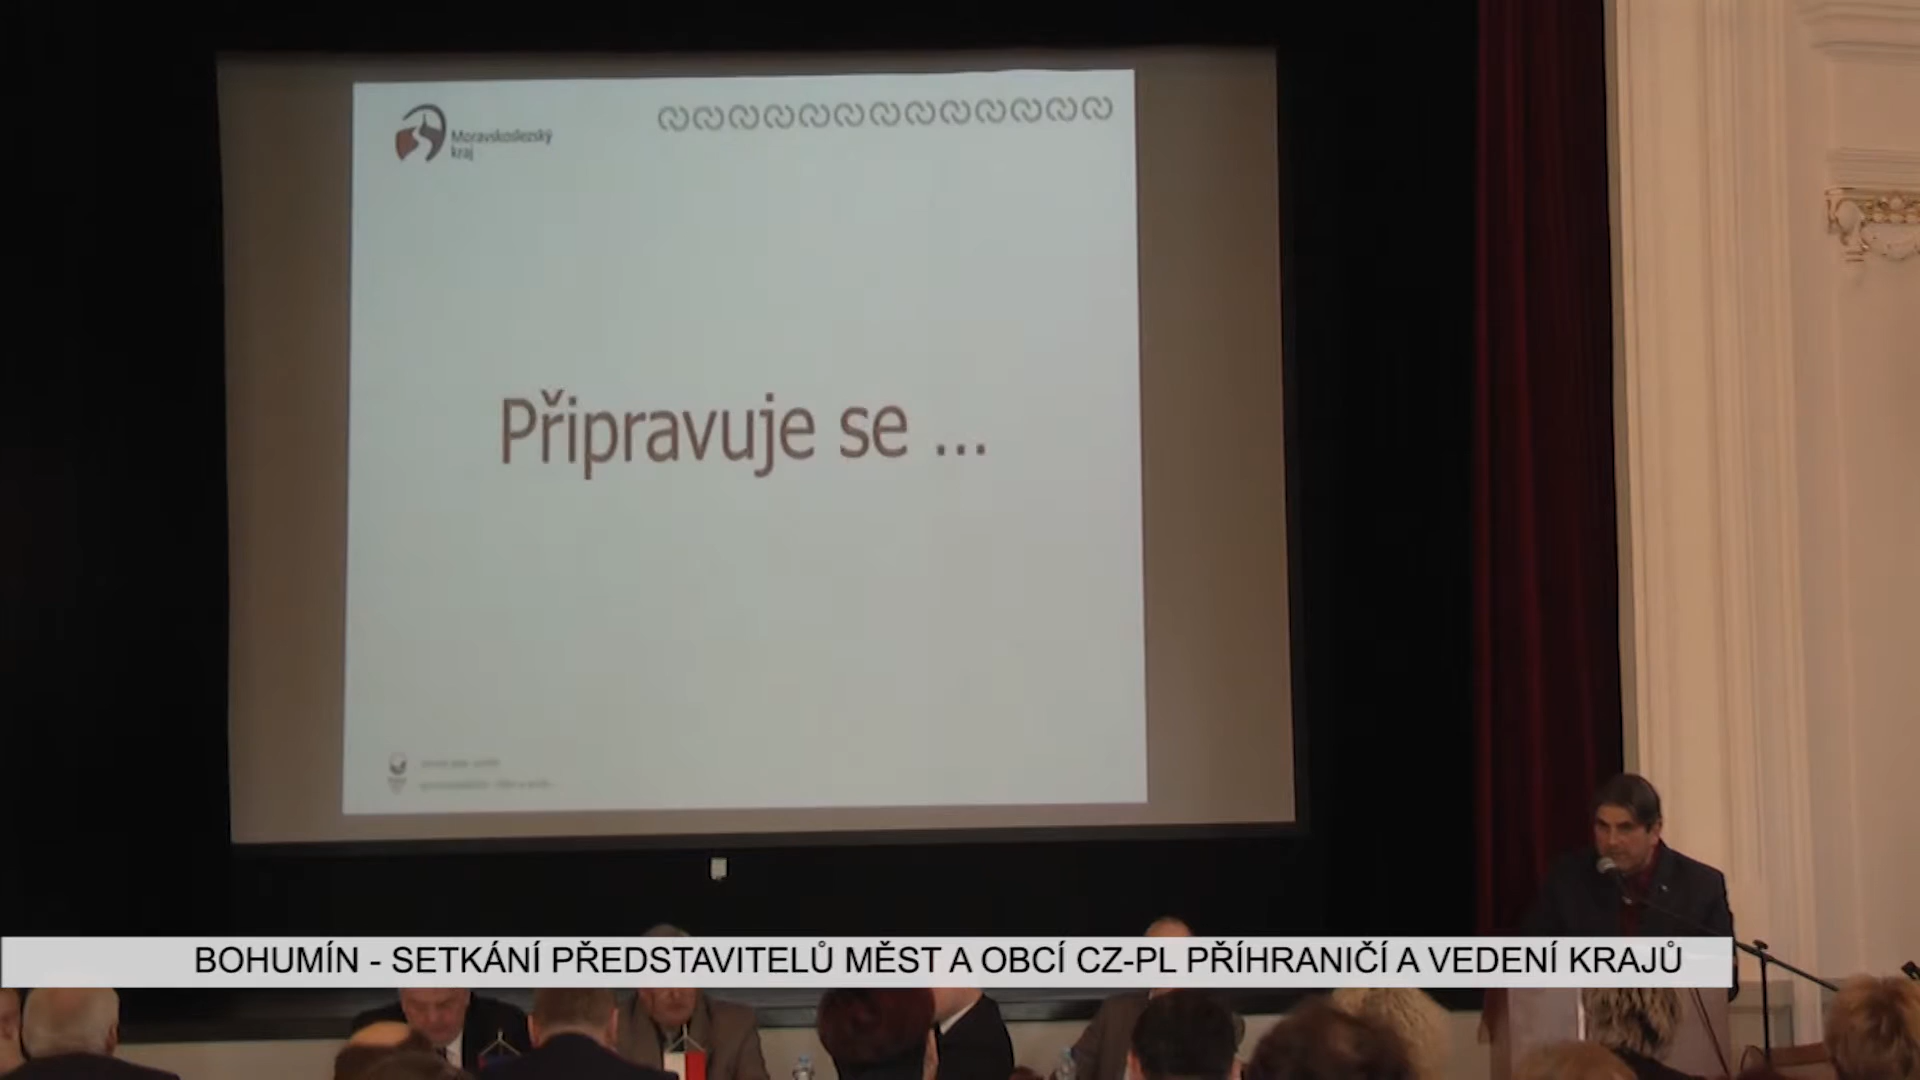 Moravskoslezský
kraj
Připravuje se ...
BOHUMÍN - SETKÁNÍ PŘEDSTAVITELŮ MĚST A OBCÍ CZ-PL PŘÍHRANIČÍ A VEDENÍ KRAJŮ